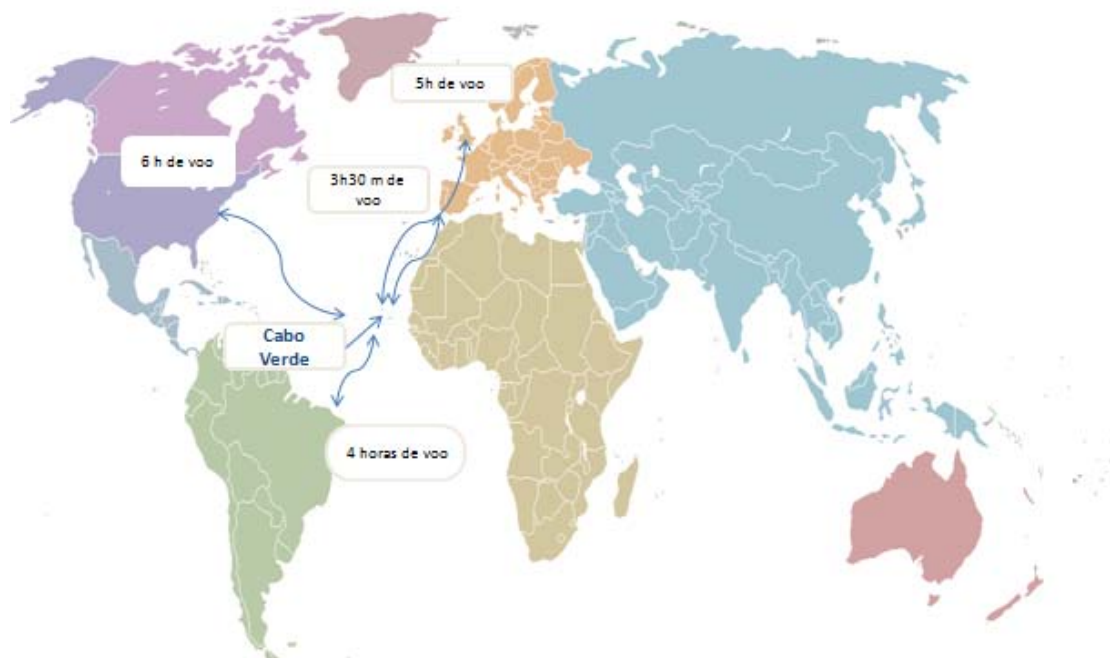 5h de voo
6 h de voo
3h30 m de
voo
Cabo
Verde
4 horas de voo